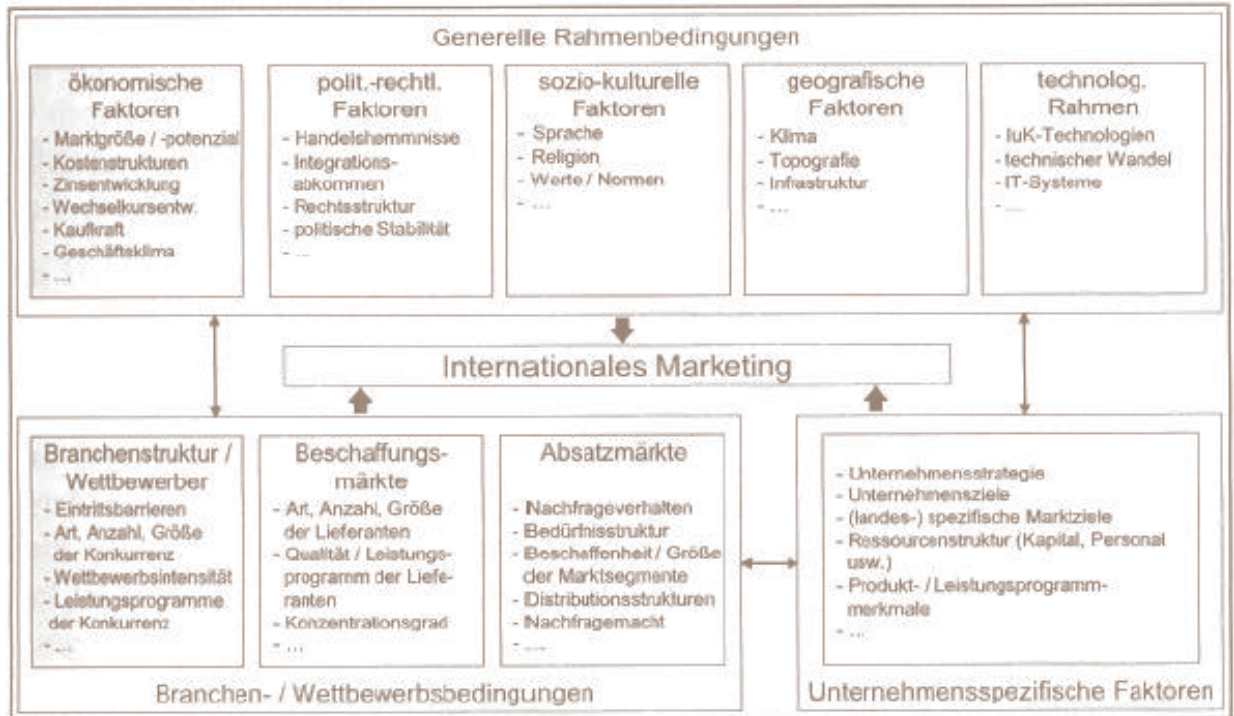 Generelle Rahmenbedingungen
ökonomische
Faktoren
- Marktgröße / -potenzial
- Kostenstrukturen
- Zinsentwicklung
- Wechselkursentw.
- Kaufkraft
- Geschäftsklima
- ...
polit.-rechtl.
Faktoren
- Handelshemmnisse
- Integrations-
abkommen
- Rechtsstruktur
- politische Stabilität
- ...
sozio-kulturelle
Faktoren
- Sprache
- Religion
- Werte / Normen
- ...
geografische
Faktoren
- Klima
- Topografie
- Infrastruktur
- ...
technolog.
Rahmen
- IuK-Technologien
- technischer Wandel
- IT-Systeme
- ...
Internationales Marketing
Branchenstruktur /
Wettbewerber
- Eintrittsbarrieren
- Art, Anzahl, Größe
der Konkurrenz
- Wettbewerbsintensität
- Leistungsprogramme
der Konkurrenz
- ...
Beschaffungs-
märkte
- Art, Anzahl, Größe
der Lieferanten
- Qualität / Leistungs-
programm der Liefe-
ranten
- Konzentrationsgrad
- ...
Absatzmärkte
- Nachfrageverhalten
- Bedürfnisstruktur
- Beschaffenheit / Größe
der Marktsegmente
- Distributionsstrukturen
- Nachfragemacht
- ...
- Unternehmensstrategie
- Unternehmensziele
- (landes-) spezifische Marktziele
- Ressourcenstruktur (Kapital, Personal
usw.)
- Produkt- / Leistungsprogramm-
merkmale
- ...
Branchen- / Wettbewerbsbedingungen
Unternehmensspezifische Faktoren